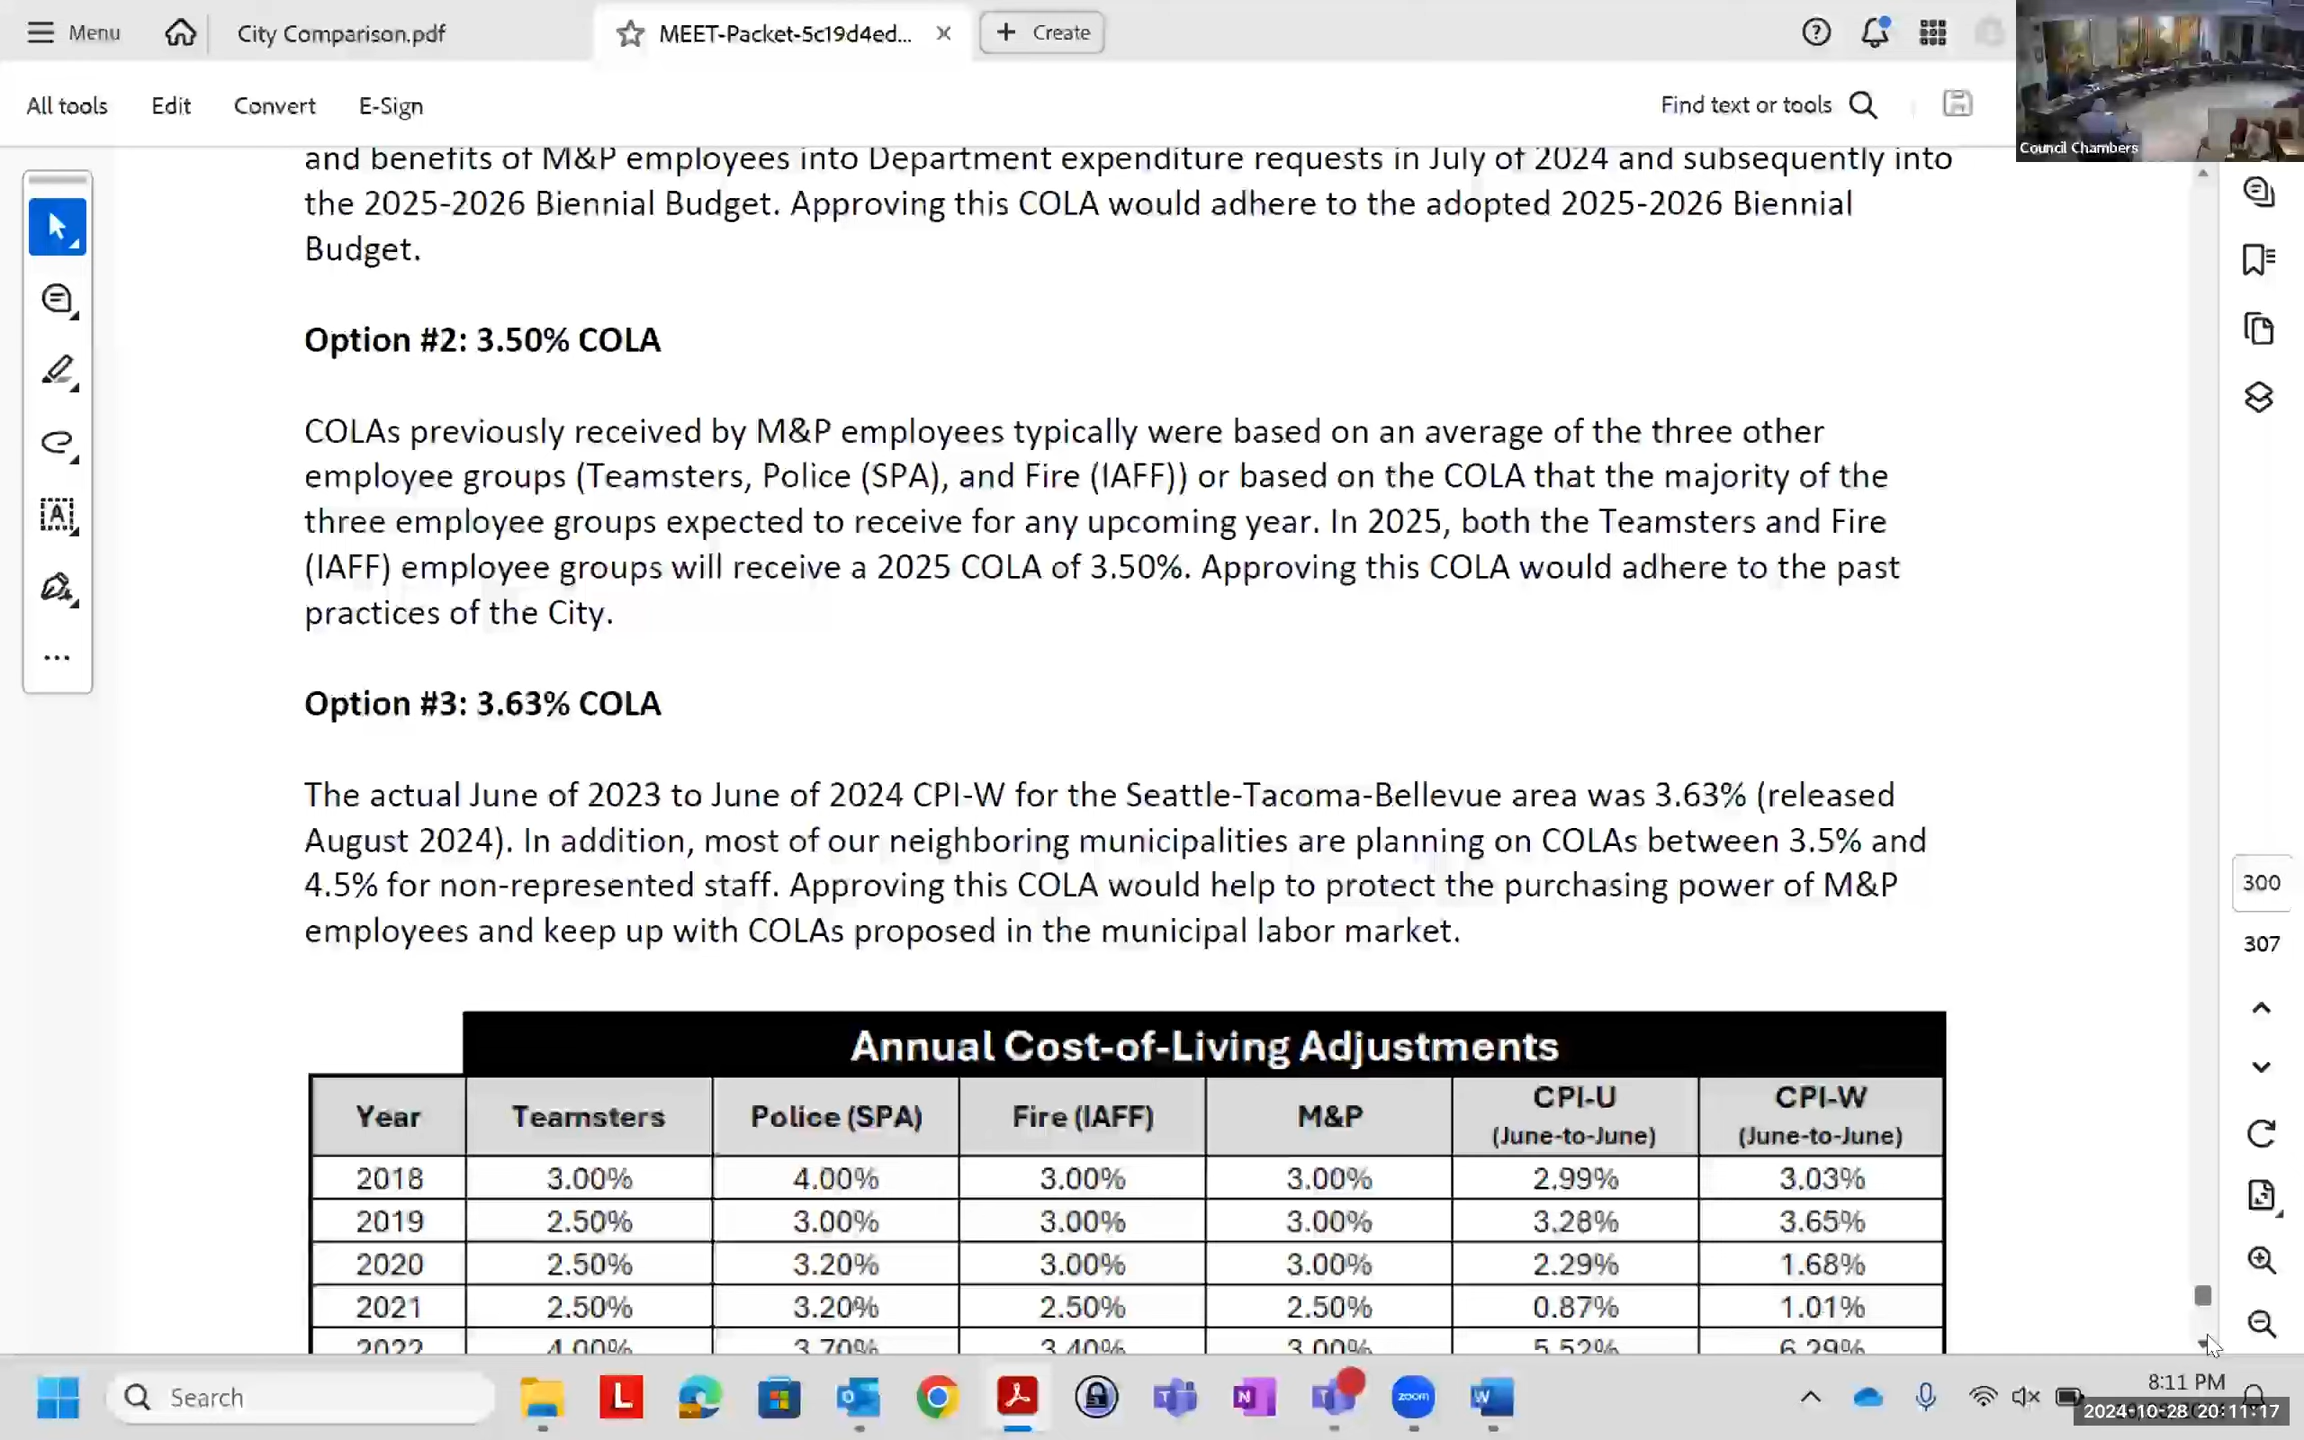 Menu
City Comparison.pdf
MEET-Packet-5c19d4ed...
Create
All tools
Edit
Convert
E-Sign
Find text or tools
Council Chambers
and benefits of M&P employees into Department expenditure requests in July of 2024 and subsequently into
the 2025-2026 Biennial Budget. Approving this COLA would adhere to the adopted 2025-2026 Biennial
Budget.
Option #2: 3.50% COLA
COLAs previously received by M&P employees typically were based on an average of the three other
employee groups (Teamsters, Police (SPA), and Fire (IAFF)) or based on the COLA that the majority of the
three employee groups expected to receive for any upcoming year. In 2025, both the Teamsters and Fire
(IAFF) employee groups will receive a 2025 COLA of 3.50%. Approving this COLA would adhere to the past
practices of the City.
Option #3: 3.63% COLA
The actual June of 2023 to June of 2024 CPI-W for the Seattle-Tacoma-Bellevue area was 3.63% (released
August 2024). In addition, most of our neighboring municipalities are planning on COLAs between 3.5% and
4.5% for non-represented staff. Approving this COLA would help to protect the purchasing power of M&P
employees and keep up with COLAs proposed in the municipal labor market.
Annual Cost-of-Living Adjustments
Year Teamsters Police (SPA) Fire (IAFF) M&P CPI-U (June-to-June) CPI-W (June-to-June)
2018 3.00% 4.00% 3.00% 3.00% 2.99% 3.03%
2019 2.50% 3.00% 3.00% 3.00% 3.28% 3.65%
2020 2.50% 3.20% 3.00% 3.00% 2.29% 1.68%
2021 2.50% 3.20% 2.50% 2.50% 0.87% 1.01%
2022 4.00% 3.70% 3.40% 3.00% 5.52% 6.29%
300
307
Search
zoom
8:11 PM
2024-10-28 20:11:17